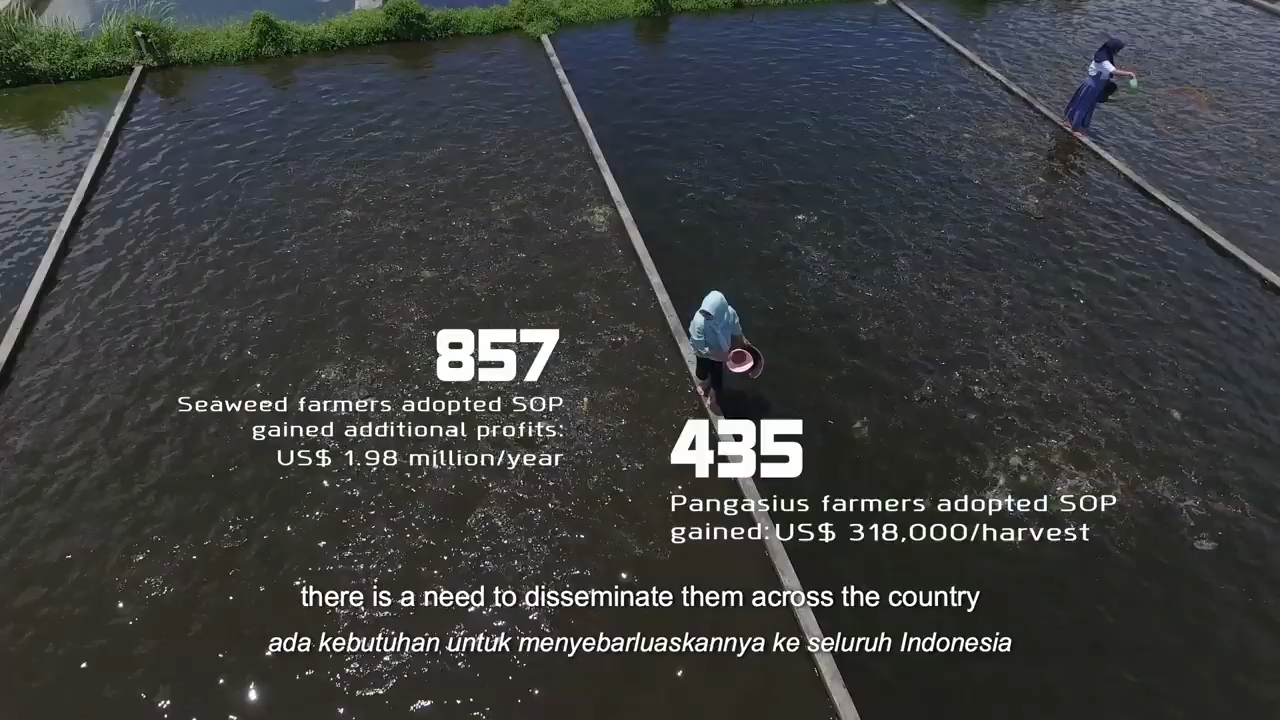 857
Seaweed farmers adopted SOP
gained additional profits:
US$ 1.98 million/year
435
Pangasius farmers adopted SOP
gained: US$ 318,000/harvest
there is a need to disseminate them across the country
ada kebutuhan untuk menyebarluaskannya ke seluruh Indonesia